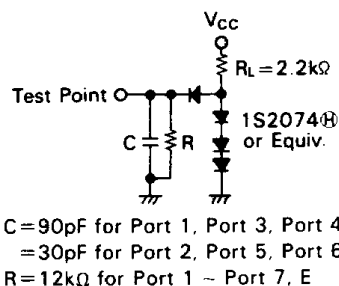 Vcc
RL=2.2kΩ
Test Point
1S2074Ⓗ
or Equiv.
C
R
C=90pF for Port 1, Port 3, Port 4
=30pF for Port 2, Port 5, Port 6
R=12kΩ for Port 1 ~ Port 7, E